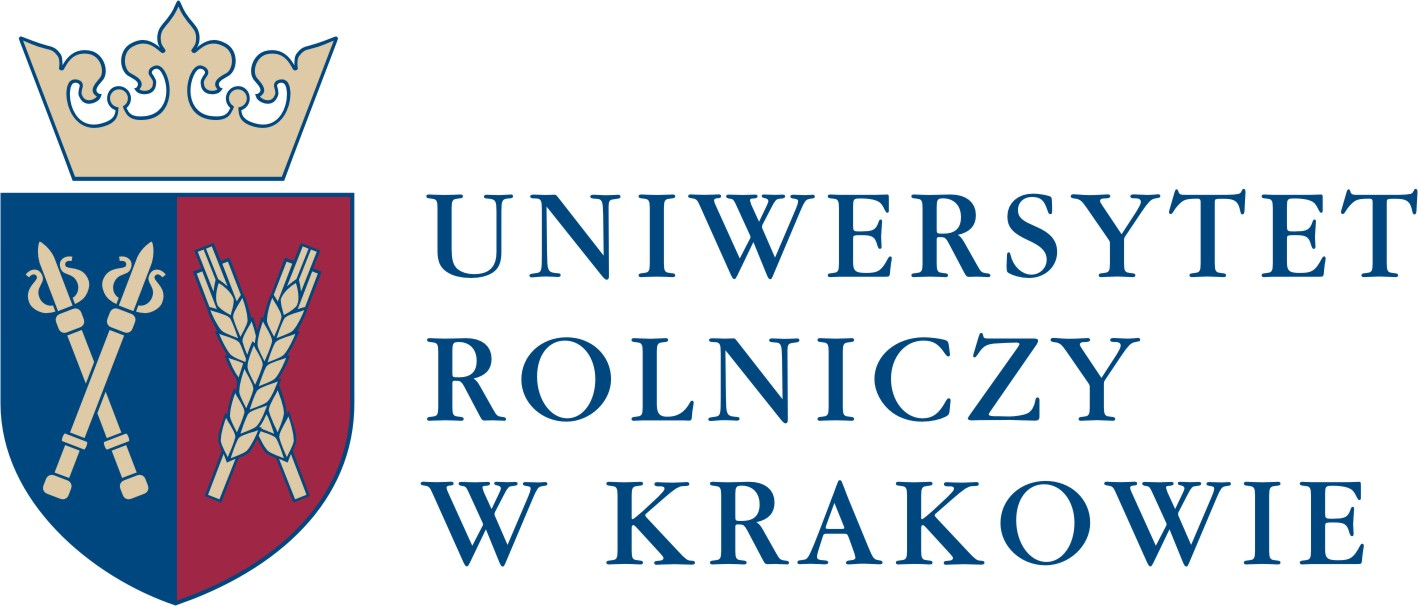 UNIWERSYTET
ROLNICZY
W KRAKOWIE